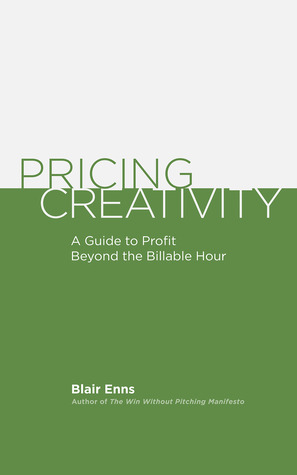 PRICING
CREATIVITY
A Guide to Profit
Beyond the Billable Hour
Blair Enns
Author of The Win Without Pitching Manifesto